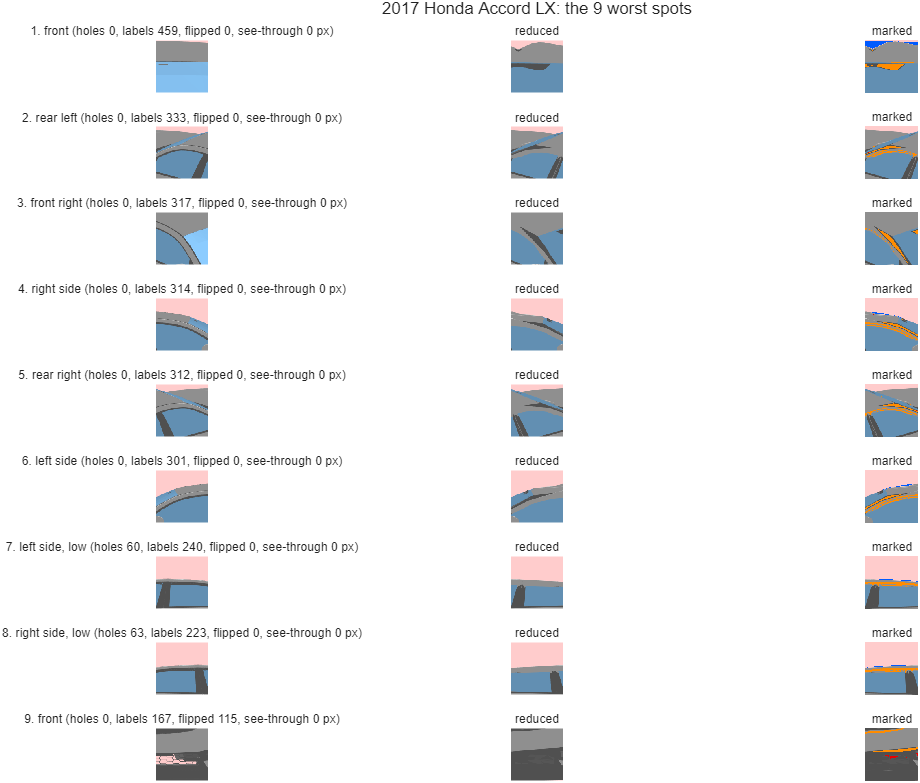 2017 Honda Accord LX: the 9 worst spots
1. front (holes 0, labels 459, flipped 0, see-through 0 px) reduced marked
2. rear left (holes 0, labels 333, flipped 0, see-through 0 px) reduced marked
3. front right (holes 0, labels 317, flipped 0, see-through 0 px) reduced marked
4. right side (holes 0, labels 314, flipped 0, see-through 0 px) reduced marked
5. rear right (holes 0, labels 312, flipped 0, see-through 0 px) reduced marked
6. left side (holes 0, labels 301, flipped 0, see-through 0 px) reduced marked
7. left side, low (holes 60, labels 240, flipped 0, see-through 0 px) reduced marked
8. right side, low (holes 63, labels 223, flipped 0, see-through 0 px) reduced marked
9. front (holes 0, labels 167, flipped 115, see-through 0 px) reduced marked